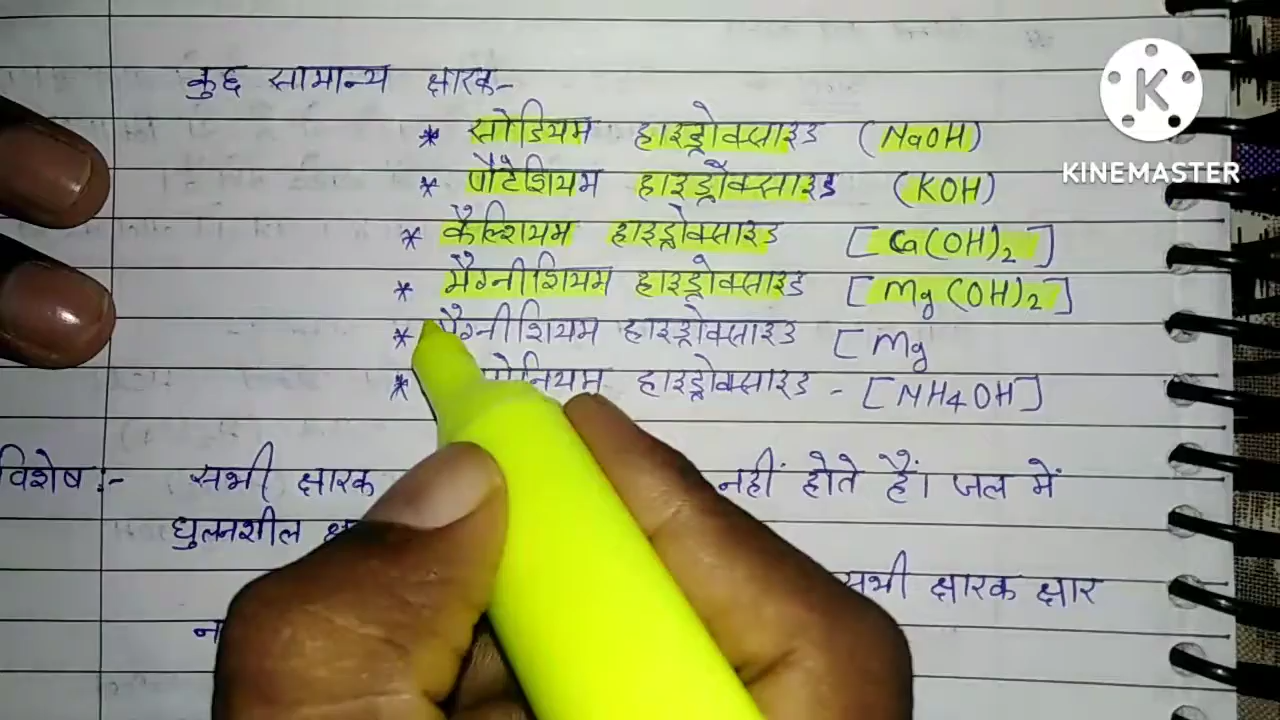 कुछ सामान्य क्षारक-
* सोडियम हाइड्रोक्साइड (NaOH)
* पोटैशियम हाइड्रोक्साइड (KOH)
* कैल्शियम हाइड्रोक्साइड [Ca(OH)2]
* मैग्नीशियम हाइड्रोक्साइड [Mg(OH)2]
* मैग्नीशियम हाइड्रोक्साइड [Mg
* हाइड्रोक्साइड - [NH4OH]
विशेष :- सभी क्षारक नहीं होते हैं। जल में
घुलनशील
सभी क्षारक क्षार
K
KINEMASTER